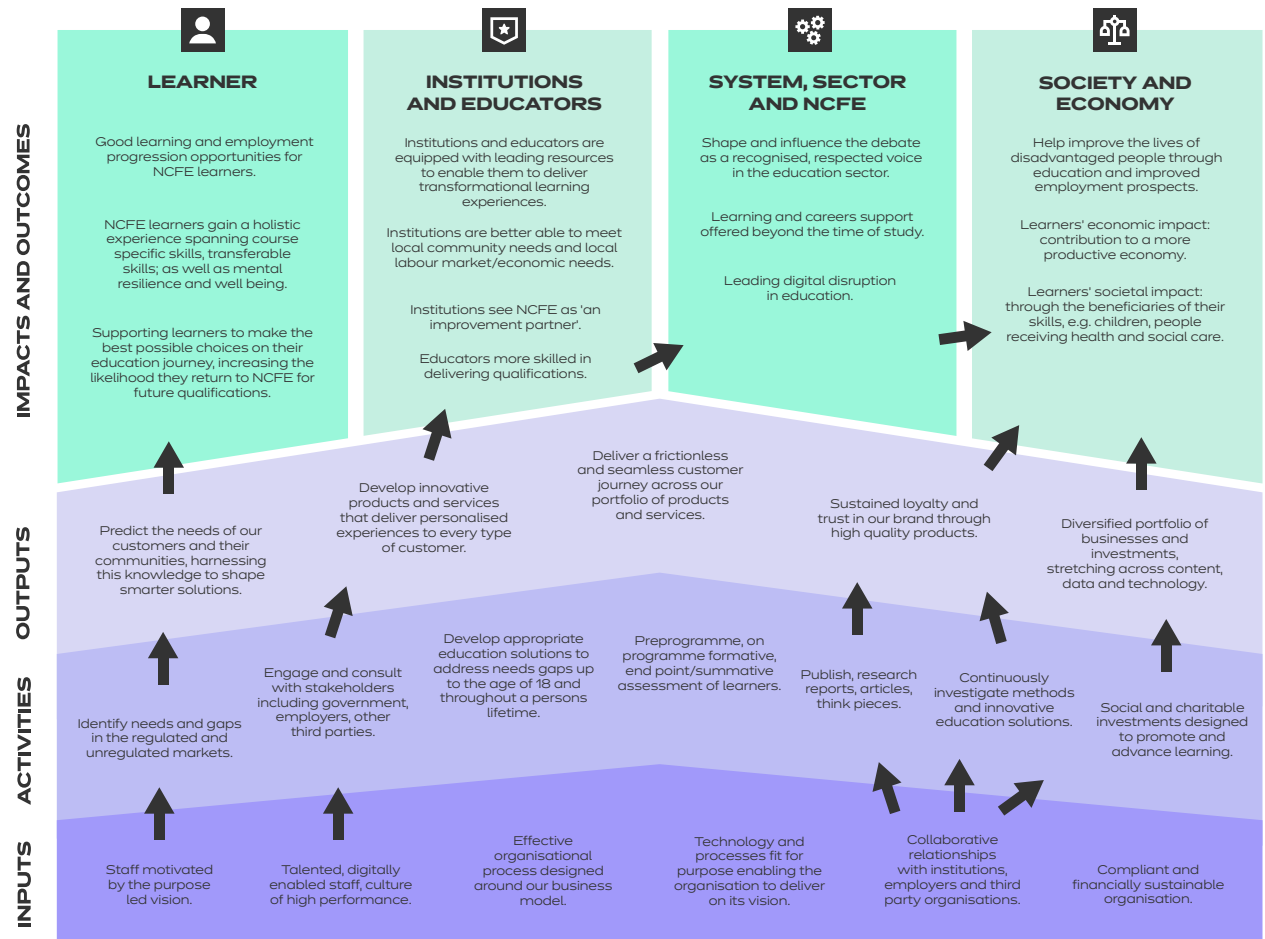 LEARNER
INSTITUTIONS
AND EDUCATORS
SYSTEM, SECTOR
AND NCFE
SOCIETY AND
ECONOMY
IMPACTS AND OUTCOMES
Good learning and employment
progression opportunities for
NCFE learners.
NCFE learners gain a holistic
experience spanning course
specific skills, transferable
skills; as well as mental
resilience and well being.
Supporting learners to make the
best possible choices on their
education journey, increasing the
likelihood they return to NCFE for
future qualifications.
Institutions and educators are
equipped with leading resources
to enable them to deliver
transformational learning
experiences.
Institutions are better able to meet
local community needs and local
labour market/economic needs.
Institutions see NCFE as 'an
improvement partner'.
Educators more skilled in
delivering qualifications.
Shape and influence the debate
as a recognised, respected voice
in the education sector.
Learning and careers support
offered beyond the time of study.
Leading digital disruption
in education.
Help improve the lives of
disadvantaged people through
education and improved
employment prospects.
Learners' economic impact:
contribution to a more
productive economy.
Learners' societal impact:
through the beneficiaries of their
skills, e.g. children, people
receiving health and social care.
OUTPUTS
Predict the needs of our
customers and their
communities, harnessing
this knowledge to shape
smarter solutions.
Develop innovative
products and services
that deliver personalised
experiences to every type
of customer.
Deliver a frictionless
and seamless customer
journey across our
portfolio of products
and services.
Sustained loyalty and
trust in our brand through
high quality products.
Diversified portfolio of
businesses and
investments,
stretching across content,
data and technology.
ACTIVITIES
Identify needs and gaps
in the regulated and
unregulated markets.
Engage and consult
with stakeholders
including government,
employers, other
third parties.
Develop appropriate
education solutions to
address needs gaps up
to the age of 18 and
throughout a persons
lifetime.
Preprogramme, on
programme formative,
end point/summative
assessment of learners.
Publish, research
reports, articles,
think pieces.
Continuously
investigate methods
and innovative
education solutions.
Social and charitable
investments designed
to promote and
advance learning.
INPUTS
Staff motivated
by the purpose
led vision.
Talented, digitally
enabled staff, culture
of high performance.
Effective
organisational
process designed
around our business
model.
Technology and
processes fit for
purpose enabling the
organisation to deliver
on its vision.
Collaborative
relationships
with institutions,
employers and third
party organisations.
Compliant and
financially sustainable
organisation.